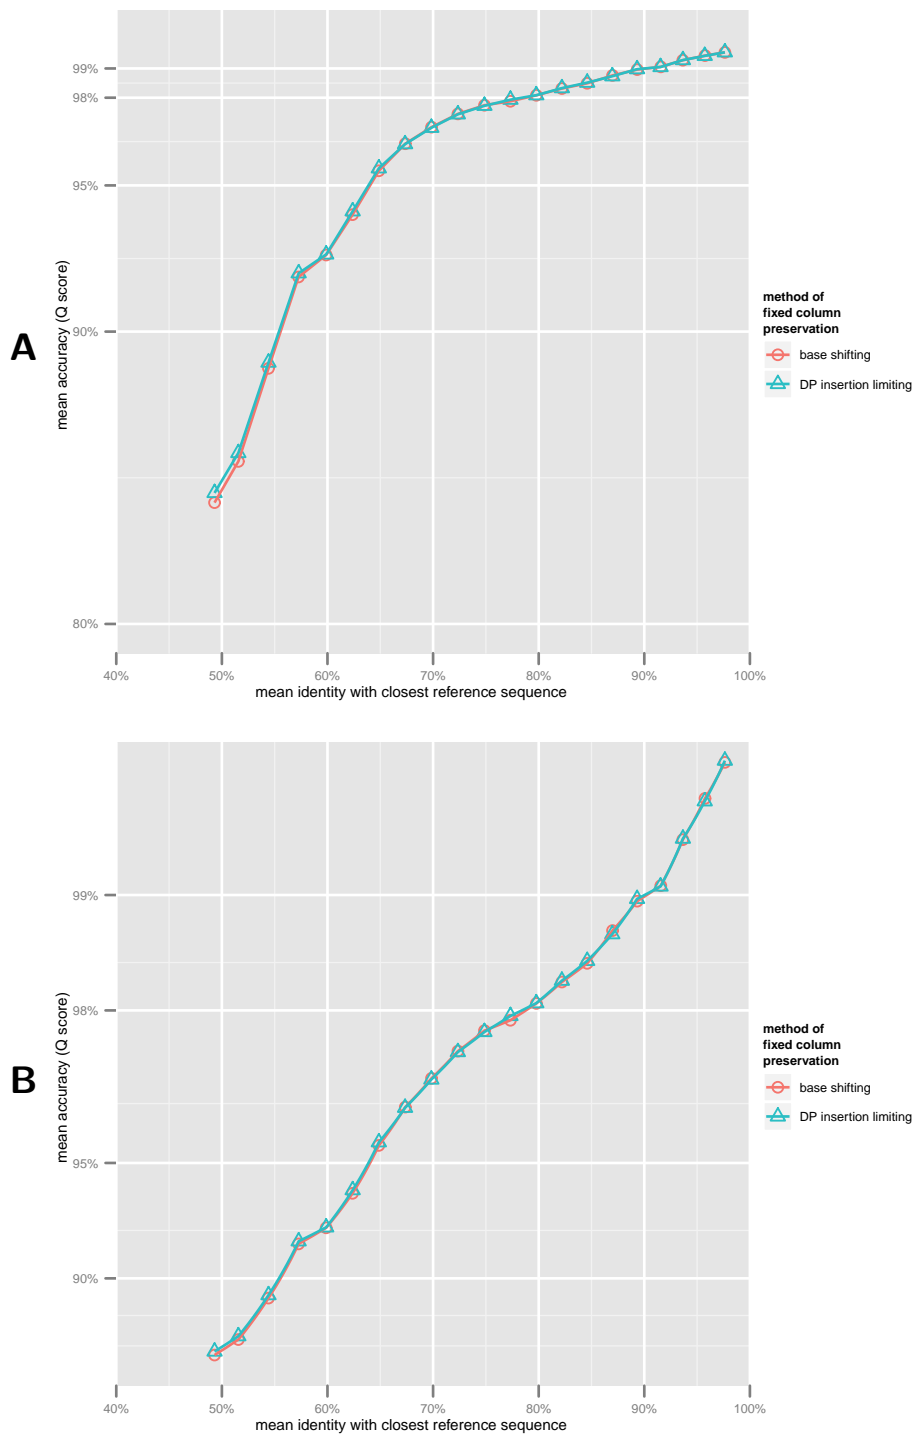 A
mean accuracy (Q score)
99%
98%
95%
90%
80%
40%
50%
60%
70%
80%
90%
100%
mean identity with closest reference sequence
method of
fixed column
preservation
base shifting
DP insertion limiting
B
mean accuracy (Q score)
99%
98%
95%
90%
40%
50%
60%
70%
80%
90%
100%
mean identity with closest reference sequence
method of
fixed column
preservation
base shifting
DP insertion limiting